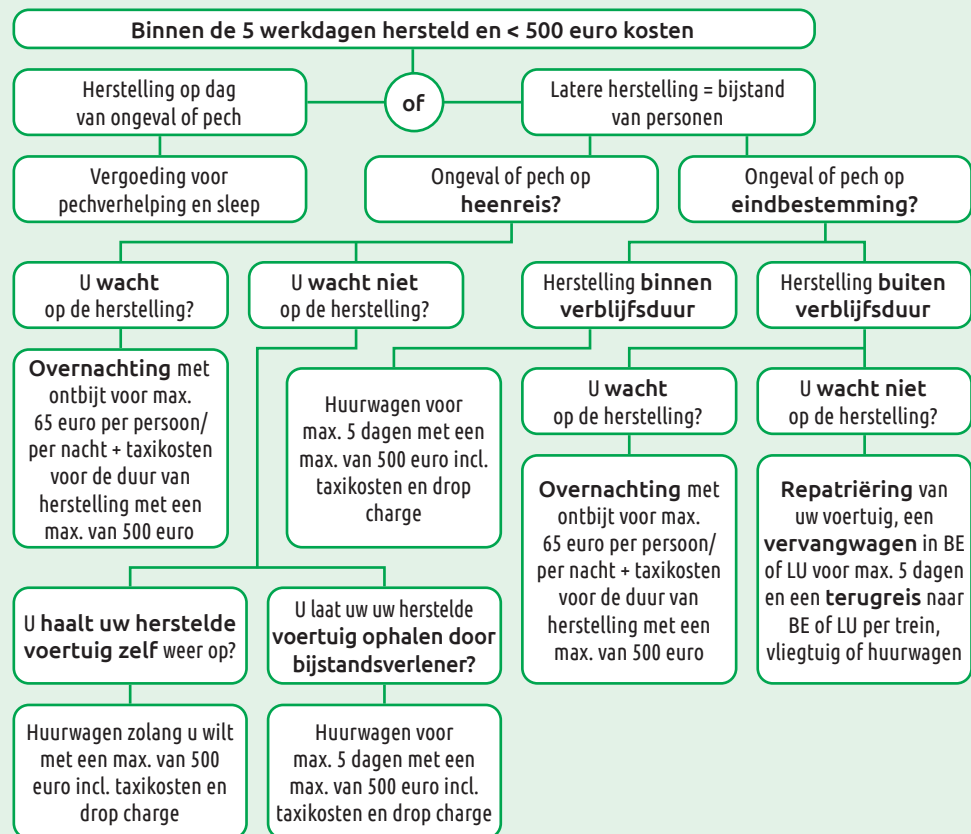 Binnen de 5 werkdagen hersteld en < 500 euro kosten
Herstelling op dag
van ongeval of pech
of
Latere herstelling = bijstand
van personen
Vergoeding voor
pechverhelping en sleep
Ongeval of pech op
heenreis?
Ongeval of pech op
eindbestemming?
U wacht
op de herstelling?
U wacht niet
op de herstelling?
Herstelling binnen
verblijfsduur
Herstelling buiten
verblijfsduur
Overnachting met
ontbijt voor max.
65 euro per persoon/
per nacht + taxikosten
voor de duur van
herstelling met een
max. van 500 euro
Huurwagen voor
max. 5 dagen met een
max. van 500 euro incl.
taxikosten en drop
charge
U wacht
op de herstelling?
U wacht niet
op de herstelling?
Overnachting met
ontbijt voor max.
65 euro per persoon/
per nacht + taxikosten
voor de duur van
herstelling met een
max. van 500 euro
Repatriëring van
uw voertuig, een
vervangwagen in BE
of LU voor max. 5 dagen
en een terugreis naar
BE of LU per trein,
vliegtuig of huurwagen
U haalt uw herstelde
voertuig zelf weer op?
U laat uw uw herstelde
voertuig ophalen door
bijstandsverlener?
Huurwagen zolang u wilt
met een max. van 500
euro incl. taxikosten en
drop charge
Huurwagen voor
max. 5 dagen met een
max. van 500 euro incl.
taxikosten en drop charge